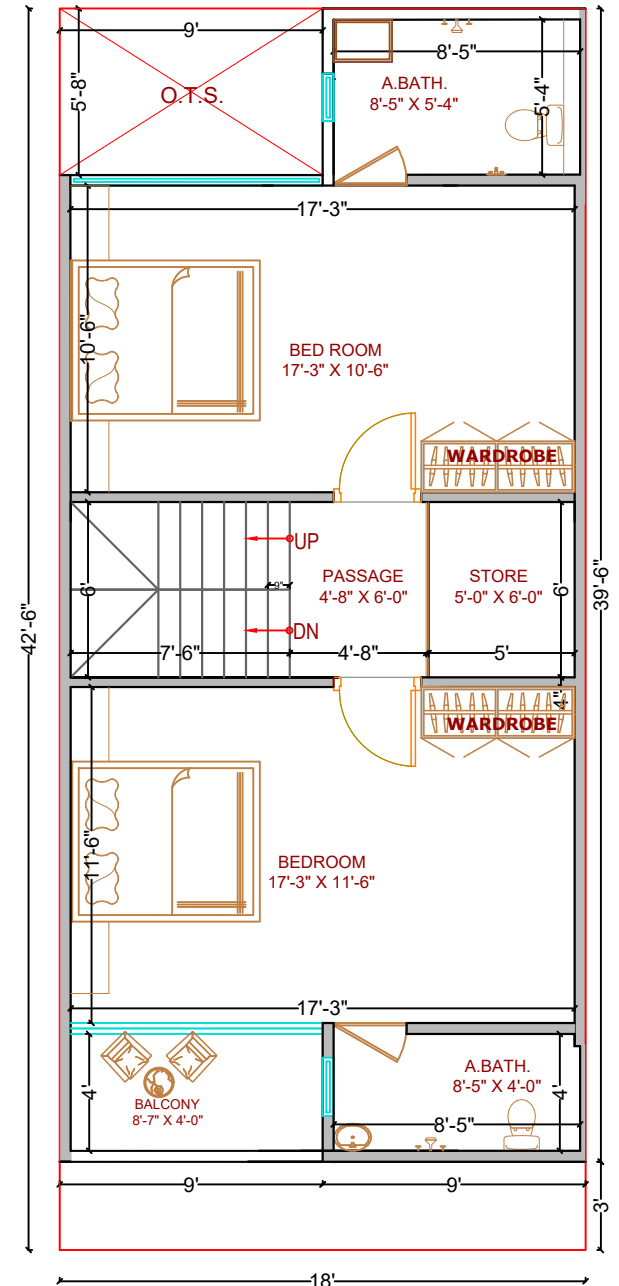 9'
8'-5"
5'-8"
O.T.S.
A.BATH.
8'-5" X 5'-4"
5'-4"
17'-3"
10'-6"
BED ROOM
17'-3" X 10'-6"
WARDROBE
UP
9"
6'
PASSAGE
4'-8" X 6'-0"
STORE
5'-0" X 6'-0"
6'
DN
7'-6"
4'-8"
5'
42'-6"
39'-6"
4"
WARDROBE
11'-6"
BEDROOM
17'-3" X 11'-6"
17'-3"
4'
BALCONY
8'-7" X 4'-0"
A.BATH.
8'-5" X 4'-0"
4'
8'-5"
9'
9'
3'
18'